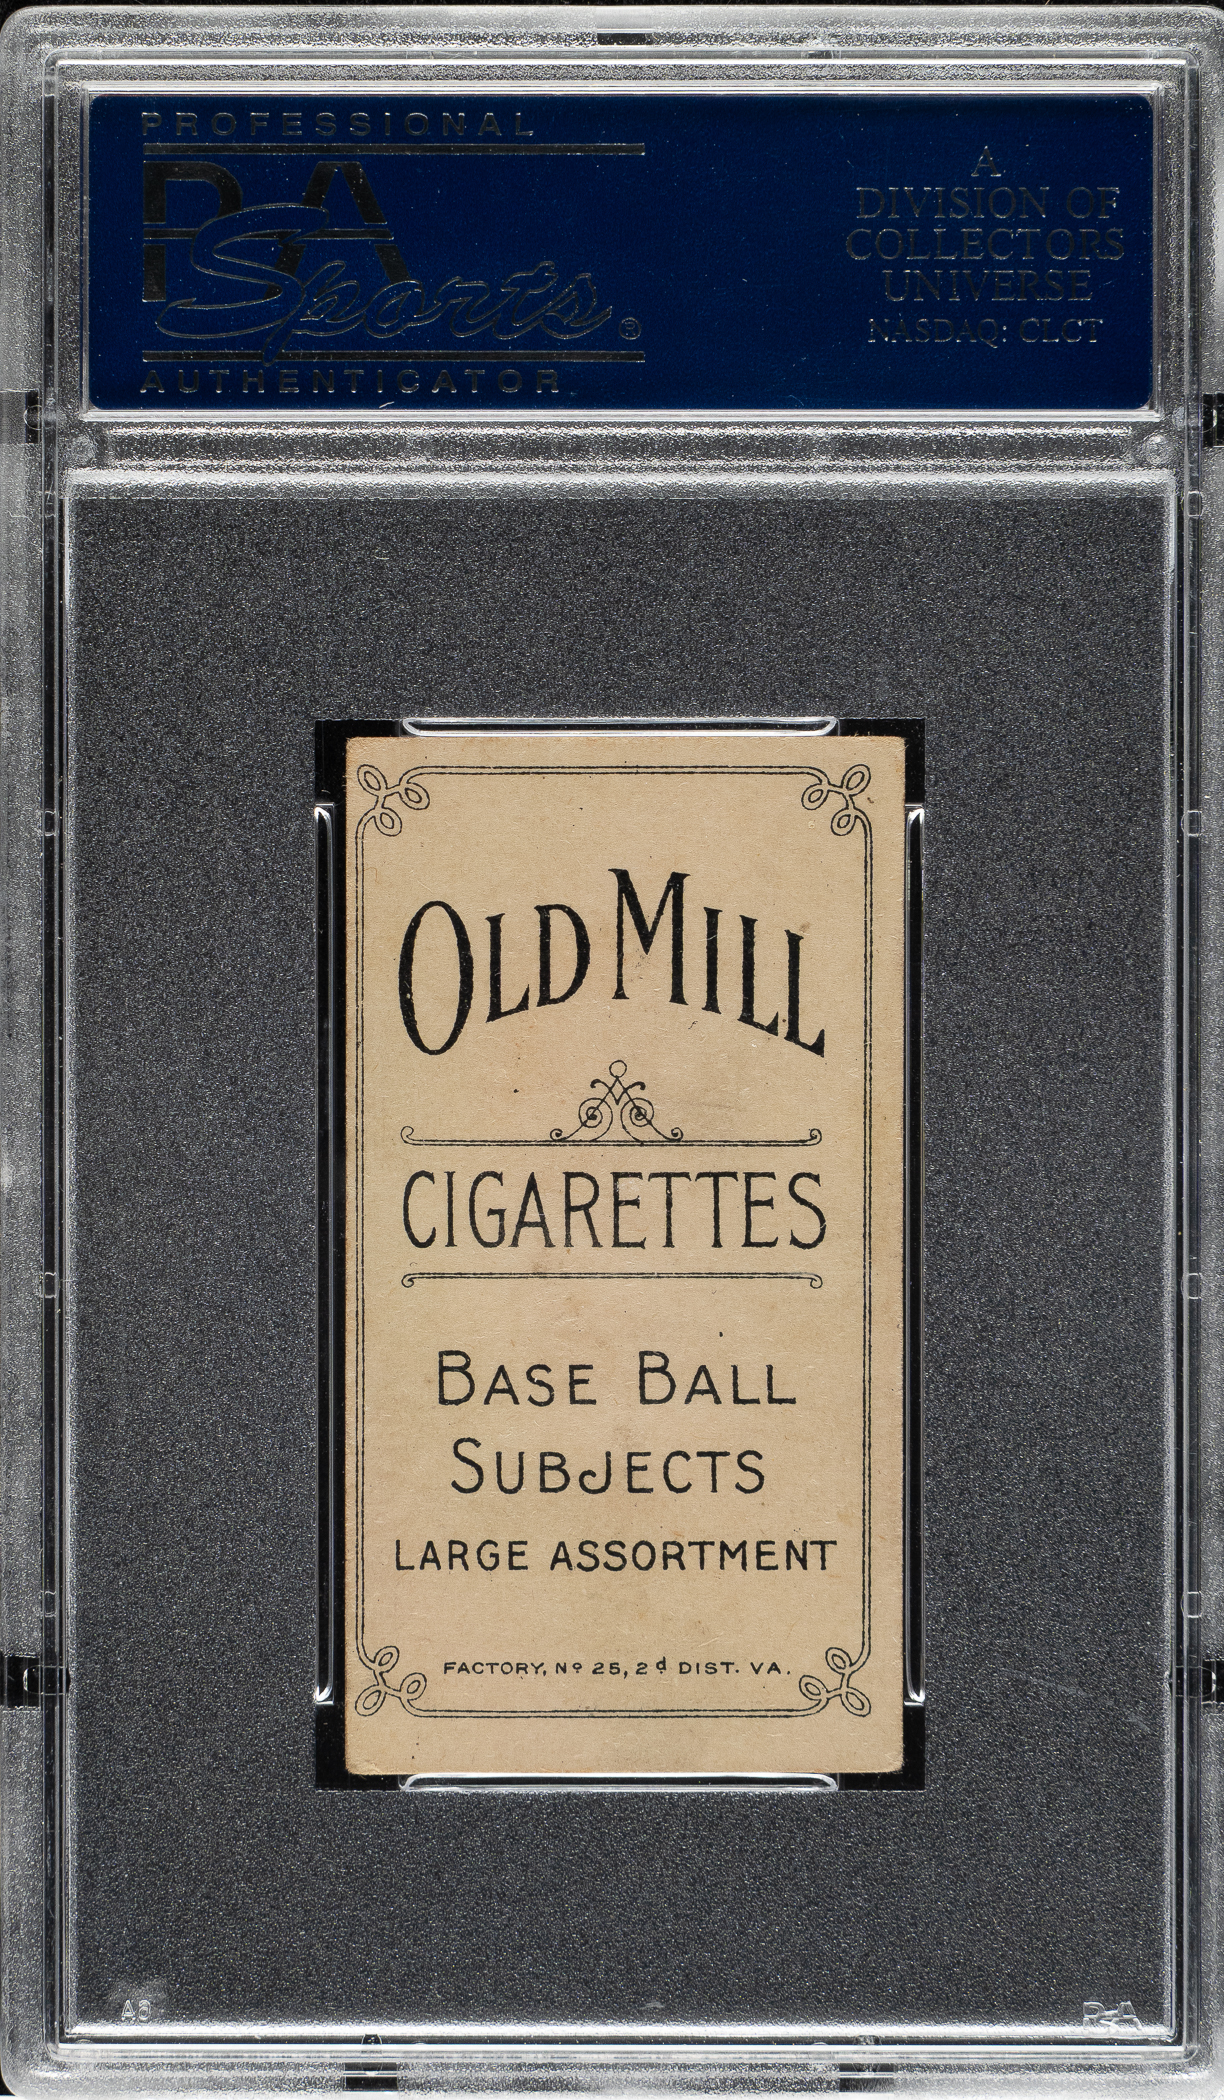 PROFESSIONAL
PSA
Sports®
AUTHENTICATOR
A
DIVISION OF
COLLECTORS
UNIVERSE
NASDAQ: CLCT
OLD MILL
CIGARETTES
BASE BALL
SUBJECTS
LARGE ASSORTMENT
FACTORY, Nº 25, 2d DIST. VA.
PSA